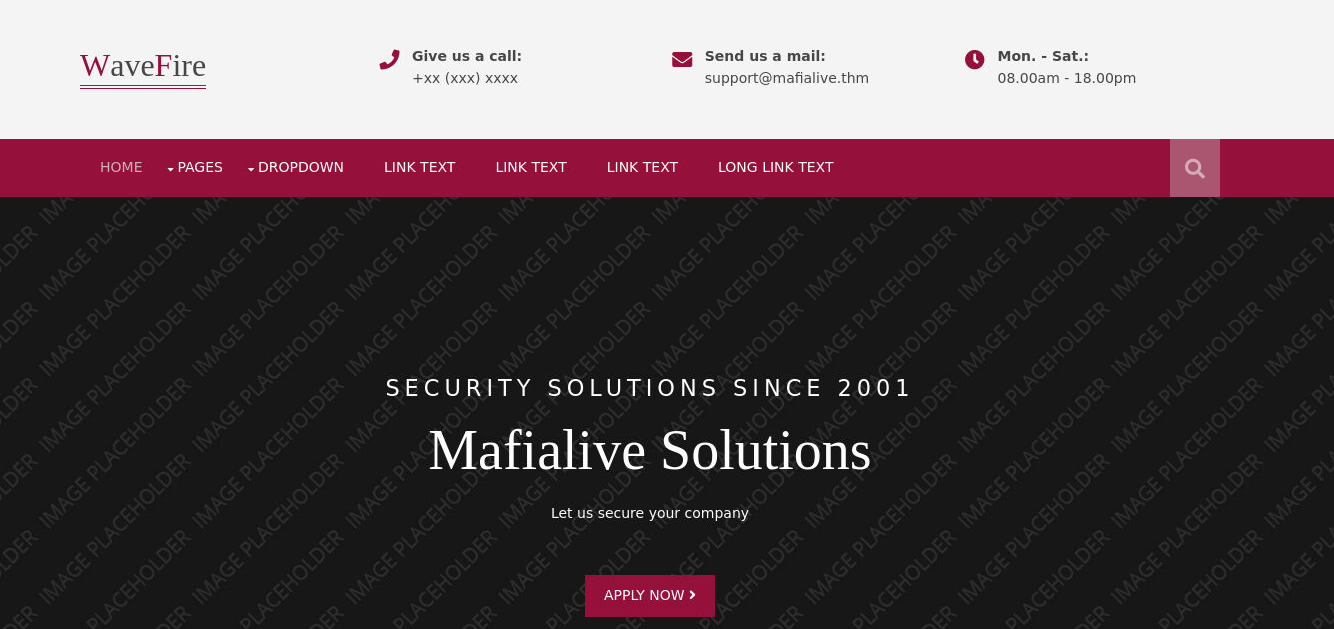 WaveFire
Give us a call:
+xx (xxx) xxxx
Send us a mail:
support@mafialive.thm
Mon. - Sat.:
08.00am - 18.00pm
HOME PAGES DROPDOWN LINK TEXT LINK TEXT LINK TEXT LONG LINK TEXT
IMAGE PLACEHOLDER
SECURITY SOLUTIONS SINCE 2001
Mafialive Solutions
Let us secure your company
APPLY NOW